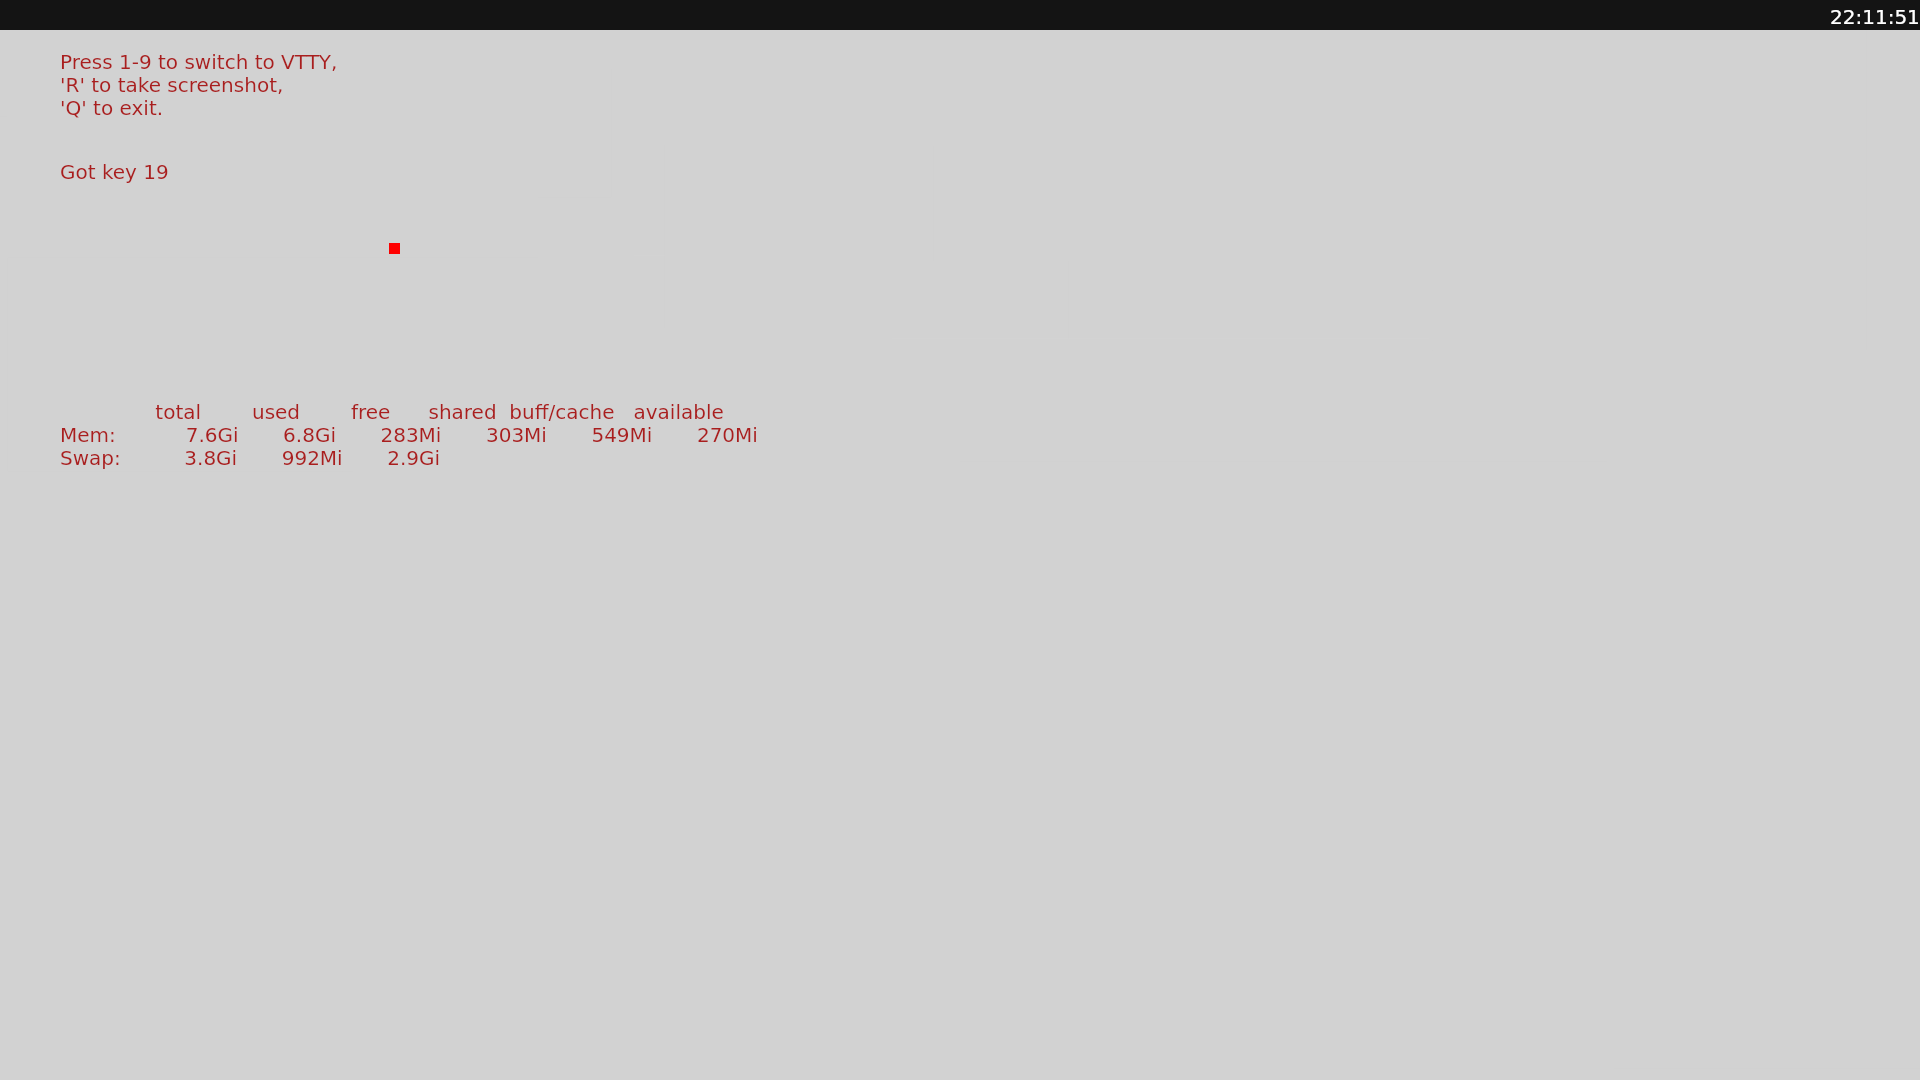 22:11:51
Press 1-9 to switch to VTTY,
'R' to take screenshot,
'Q' to exit.
Got key 19
total used free shared buff/cache available
Mem: 7.6Gi 6.8Gi 283Mi 303Mi 549Mi 270Mi
Swap: 3.8Gi 992Mi 2.9Gi